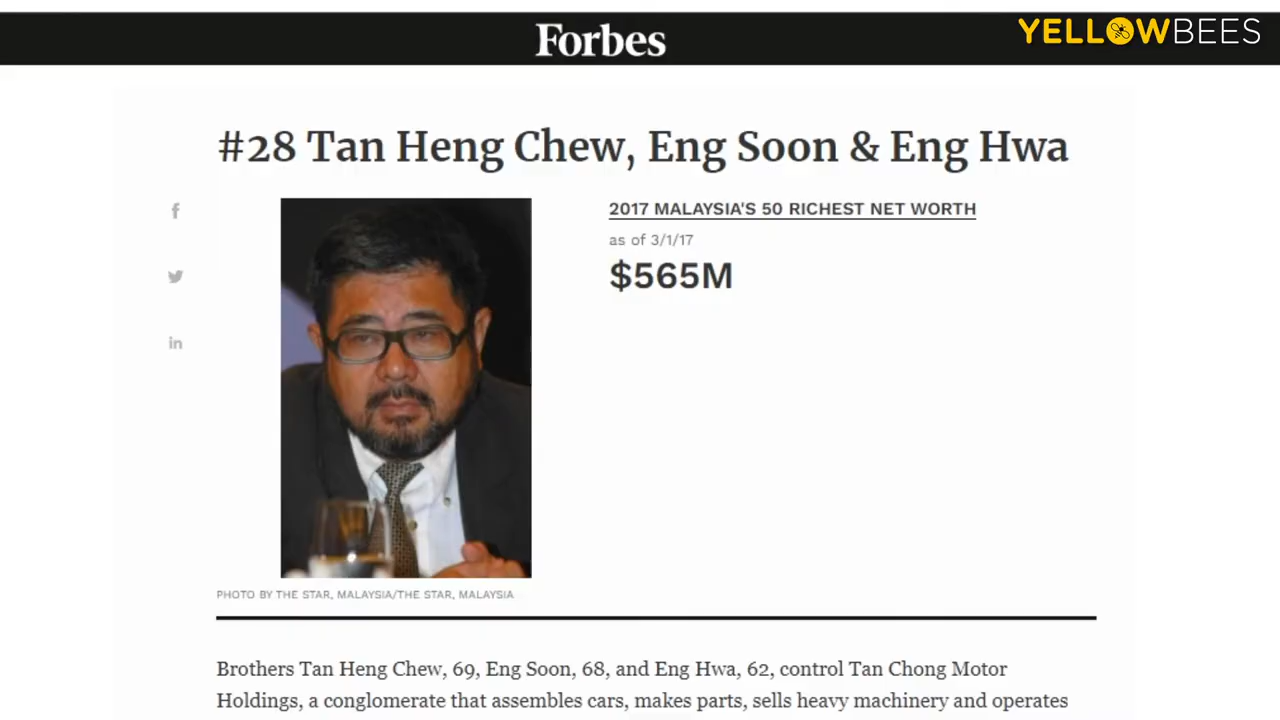 Forbes
YELLOWBEES
#28 Tan Heng Chew, Eng Soon & Eng Hwa
f
2017 MALAYSIA'S 50 RICHEST NET WORTH
as of 3/1/17
$565M
in
PHOTO BY THE STAR, MALAYSIA/THE STAR, MALAYSIA
Brothers Tan Heng Chew, 69, Eng Soon, 68, and Eng Hwa, 62, control Tan Chong Motor
Holdings, a conglomerate that assembles cars, makes parts, sells heavy machinery and operates